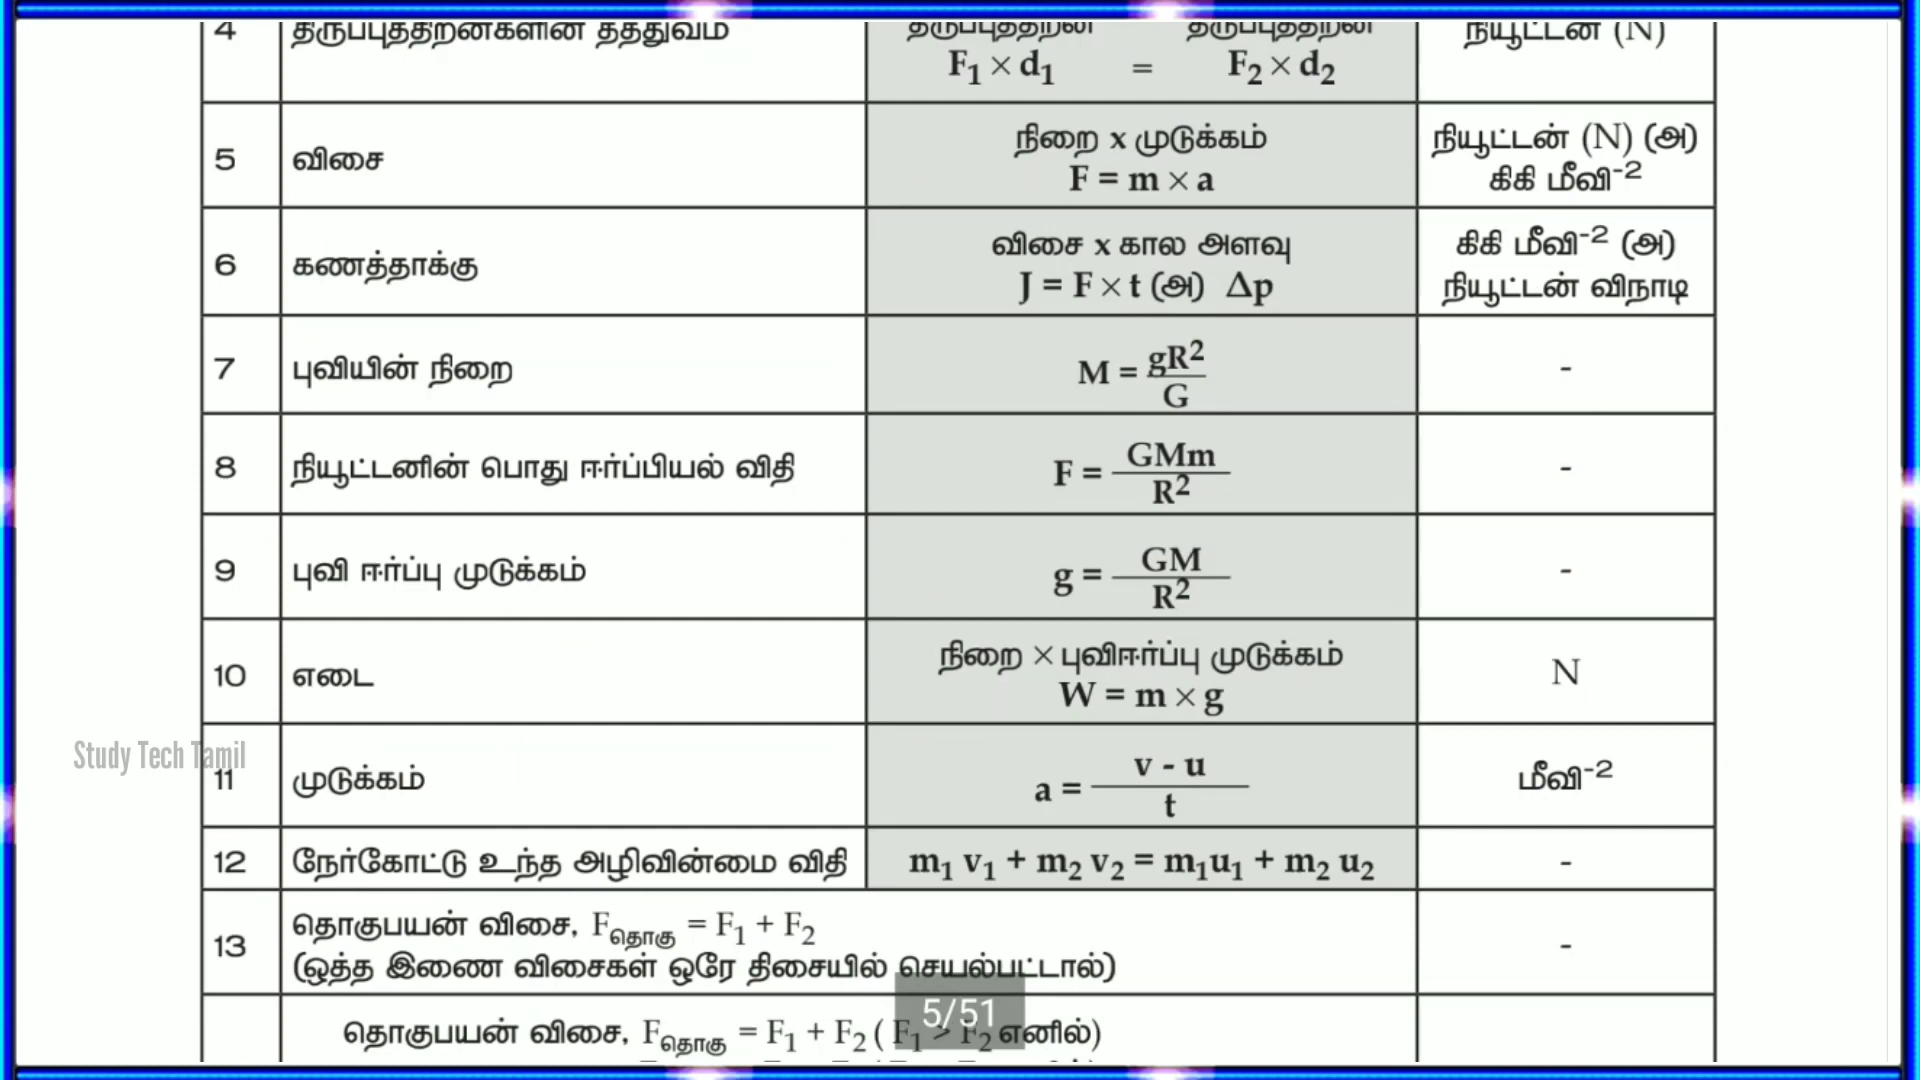 4 திருப்புத்திறன்களின் தத்துவம் திருப்புத்திறன் திருப்புத்திறன் நியூட்டன் (N)
F₁ × d₁ = F₂ × d₂
5 விசை நிறை x முடுக்கம் நியூட்டன் (N) (அ)
F = m × a கிகி மீவி⁻²
6 கணத்தாக்கு விசை x கால அளவு கிகி மீவி⁻² (அ)
J = F × t (அ) Δp நியூட்டன் விநாடி
7 புவியின் நிறை M = gR²/G -
8 நியூட்டனின் பொது ஈர்ப்பியல் விதி F = GMm/R² -
9 புவி ஈர்ப்பு முடுக்கம் g = GM/R² -
10 எடை நிறை × புவிஈர்ப்பு முடுக்கம் N
W = m × g
Study Tech Tamil
11 முடுக்கம் a = v - u/t மீவி⁻²
12 நேர்கோட்டு உந்த அழிவின்மை விதி m₁ v₁ + m₂ v₂ = m₁u₁ + m₂ u₂ -
13 தொகுபயன் விசை, Fதொகு = F₁ + F₂ -
(ஒத்த இணை விசைகள் ஒரே திசையில் செயல்பட்டால்)
5/51
தொகுபயன் விசை, Fதொகு = F₁ + F₂ ( F₁ > F₂ எனில்)